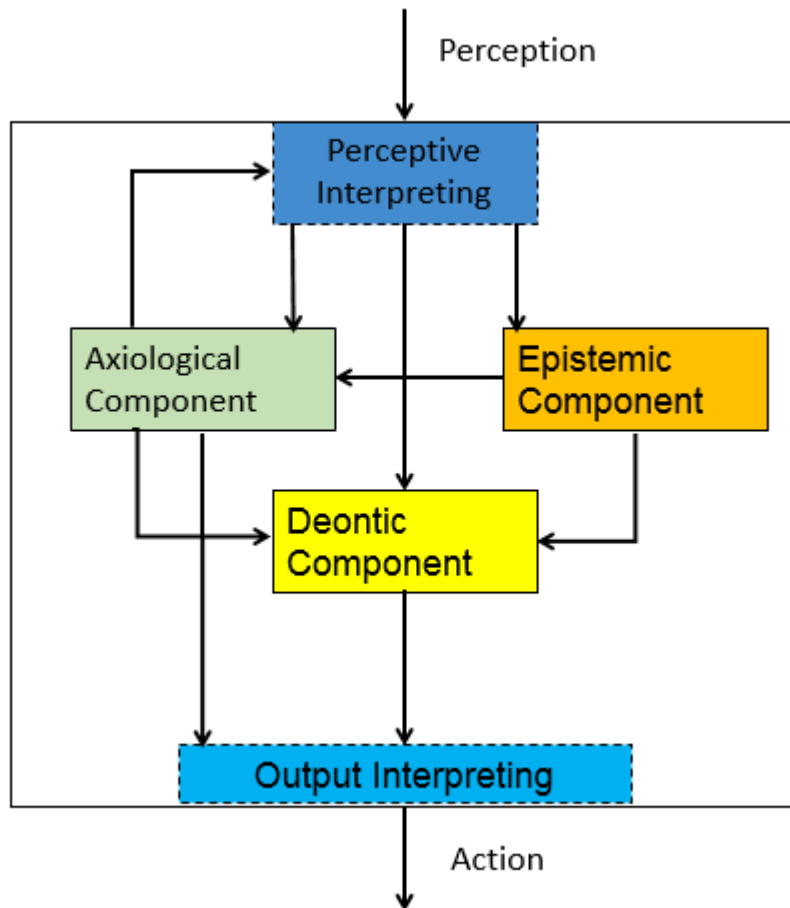 Perception
Perceptive
Interpreting
Axiological
Component
Epistemic
Component
Deontic
Component
Output Interpreting
Action